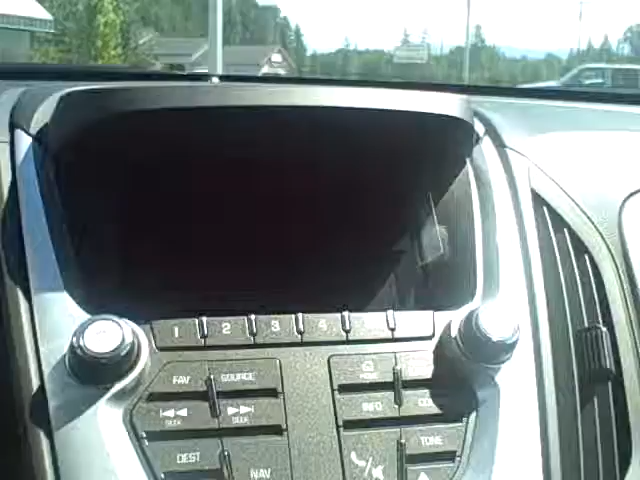 1 2 3 4
FAV SOURCE
SEEK SEEK
INFO
DEST NAV TONE